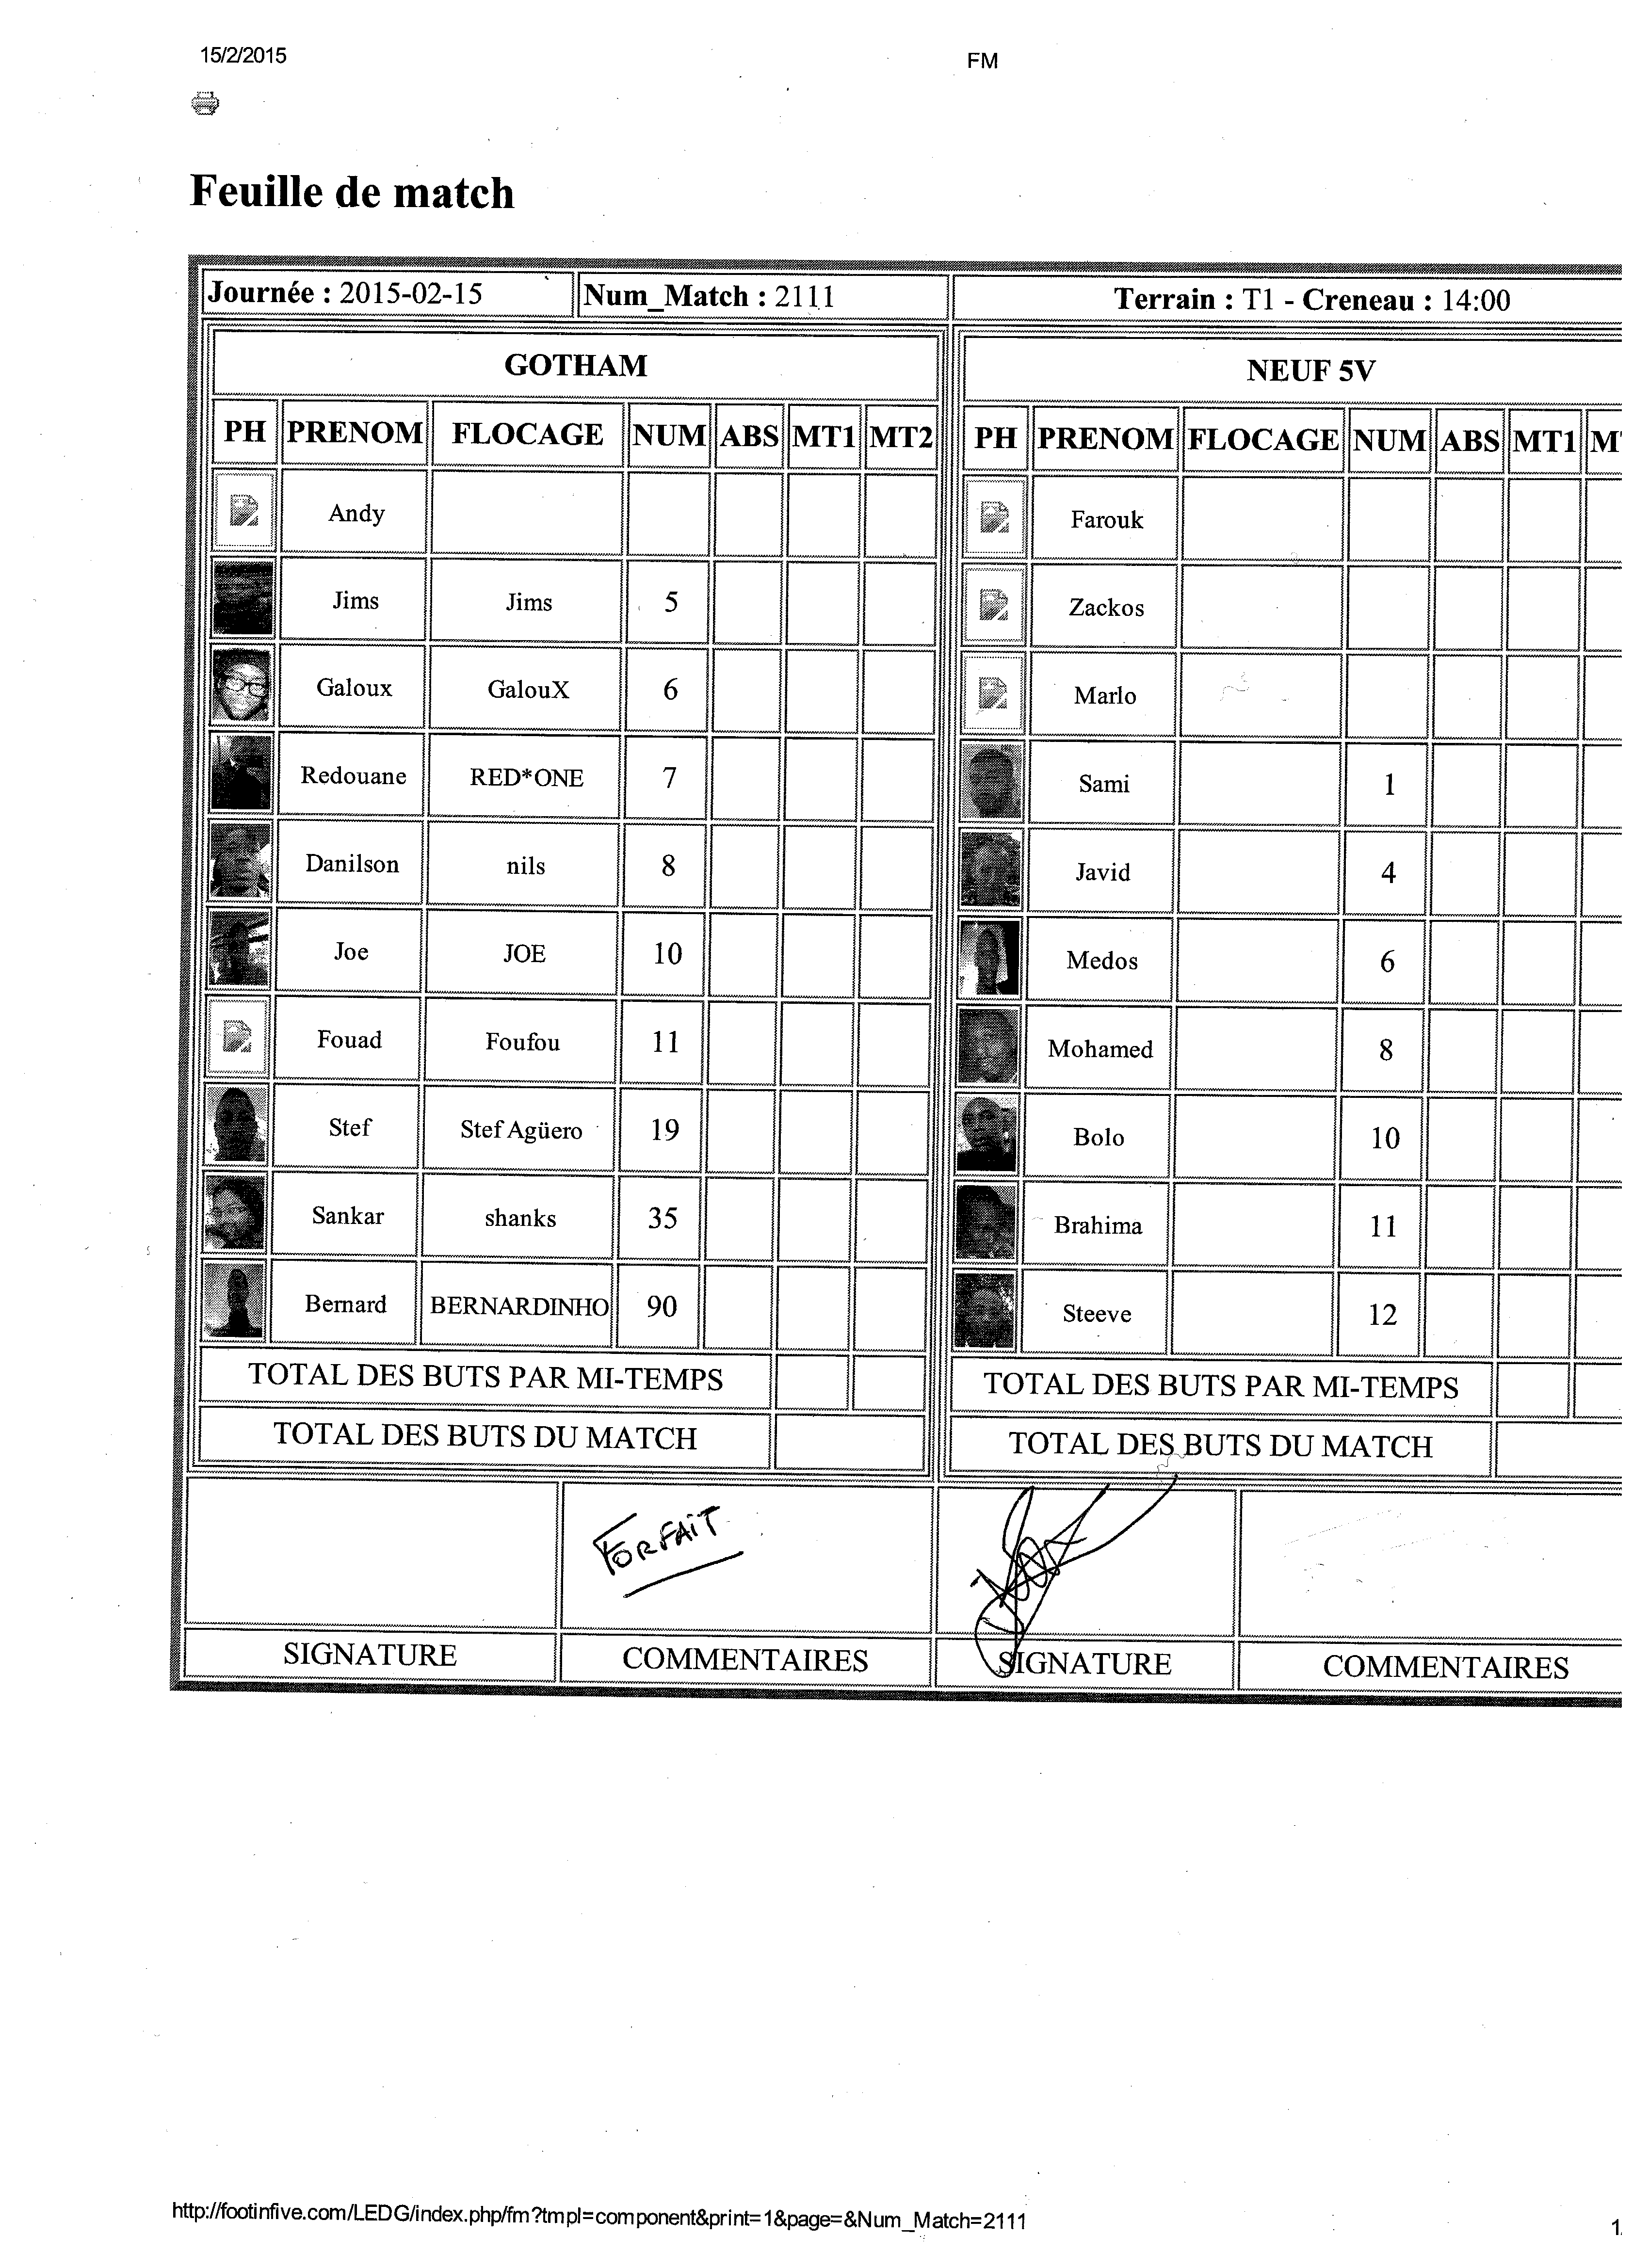 15/2/2015 FM
Feuille de match
Journée : 2015-02-15 Num_Match : 2111 Terrain : T1 - Creneau : 14:00
GOTHAM NEUF 5V
PH PRENOM FLOCAGE NUM ABS MT1 MT2 PH PRENOM FLOCAGE NUM ABS MT1
Andy Farouk
Jims Jims 5 Zackos
Galoux GalouX 6 Marlo
Redouane RED*ONE 7 Sami 1
Danilson nils 8 Javid 4
Joe JOE 10 Medos 6
Fouad Foufou 11 Mohamed 8
Stef Stef Agüero 19 Bolo 10
Sankar shanks 35 Brahima 11
Bernard BERNARDINHO 90 Steeve 12
TOTAL DES BUTS PAR MI-TEMPS TOTAL DES BUTS PAR MI-TEMPS
TOTAL DES BUTS DU MATCH TOTAL DES BUTS DU MATCH
FORFAIT
SIGNATURE COMMENTAIRES SIGNATURE COMMENTAIRES
http://footinfive.com/LEDG/index.php/fm?tmpl=component&print=1&page=&Num_Match=2111 1